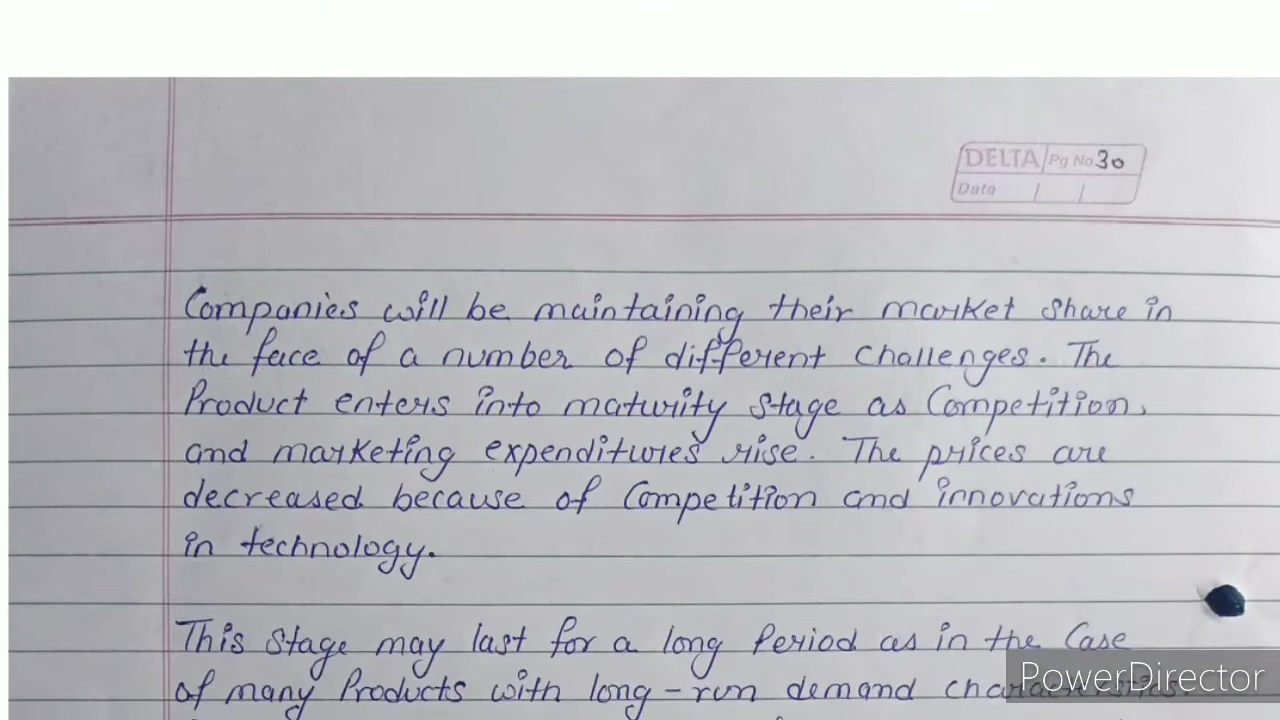 DELTA Pg No. 30
Date
Companies will be maintaining their market share in
the face of a number of different challenges. The
Product enters into maturity stage as Competition,
and marketing expenditures rise. The prices are
decreased because of Competition and innovations
in technology.
This stage may last for a long Period as in the Case
of many Products with long-run demand characteristics.
PowerDirector